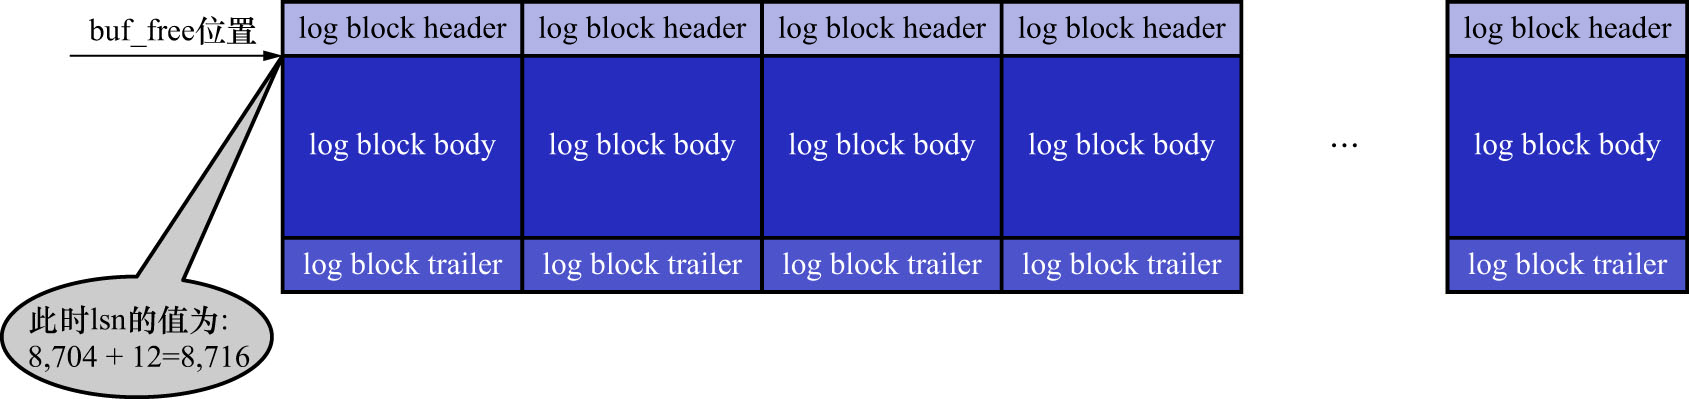 buf_free位置
log block header log block header log block header log block header log block header
log block body log block body log block body log block body ... log block body
log block trailer log block trailer log block trailer log block trailer log block trailer
此时lsn的值为:
8,704 + 12=8,716